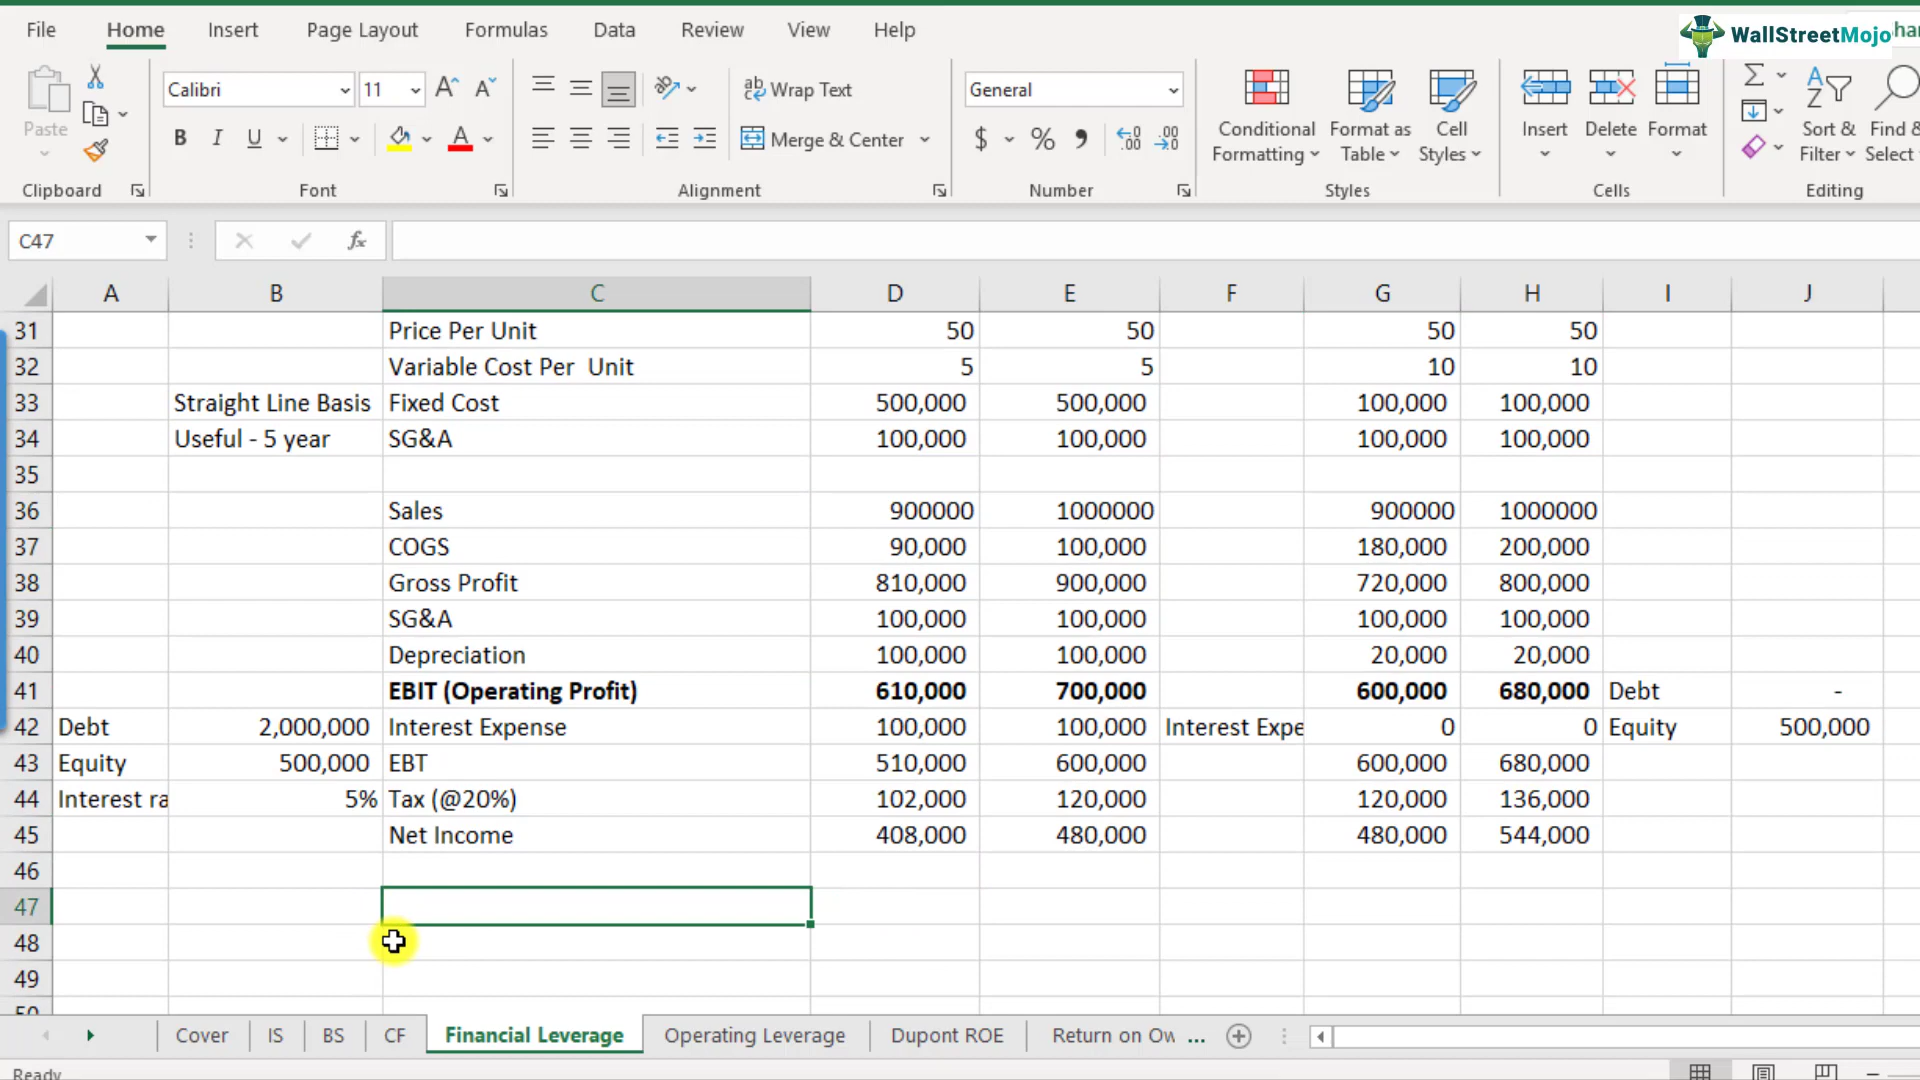 File Home Insert Page Layout Formulas Data Review View Help WallStreetMojo
Calibri 11 Wrap Text General
Paste Merge & Center $ % Conditional Formatting Format as Table Cell Styles Insert Delete Format Sort & Filter Find & Select
Clipboard Font Alignment Number Styles Cells Editing
C47 fx
A B C D E F G H I J
31 Price Per Unit 50 50 50 50
32 Variable Cost Per Unit 5 5 10 10
33 Straight Line Basis Fixed Cost 500,000 500,000 100,000 100,000
34 Useful - 5 year SG&A 100,000 100,000 100,000 100,000
35
36 Sales 900000 1000000 900000 1000000
37 COGS 90,000 100,000 180,000 200,000
38 Gross Profit 810,000 900,000 720,000 800,000
39 SG&A 100,000 100,000 100,000 100,000
40 Depreciation 100,000 100,000 20,000 20,000
41 EBIT (Operating Profit) 610,000 700,000 600,000 680,000 Debt -
42 Debt 2,000,000 Interest Expense 100,000 100,000 Interest Expe 0 0 Equity 500,000
43 Equity 500,000 EBT 510,000 600,000 600,000 680,000
44 Interest ra 5% Tax (@20%) 102,000 120,000 120,000 136,000
45 Net Income 408,000 480,000 480,000 544,000
46
47
48
49
Cover IS BS CF Financial Leverage Operating Leverage Dupont ROE Return on Ow ...
Ready